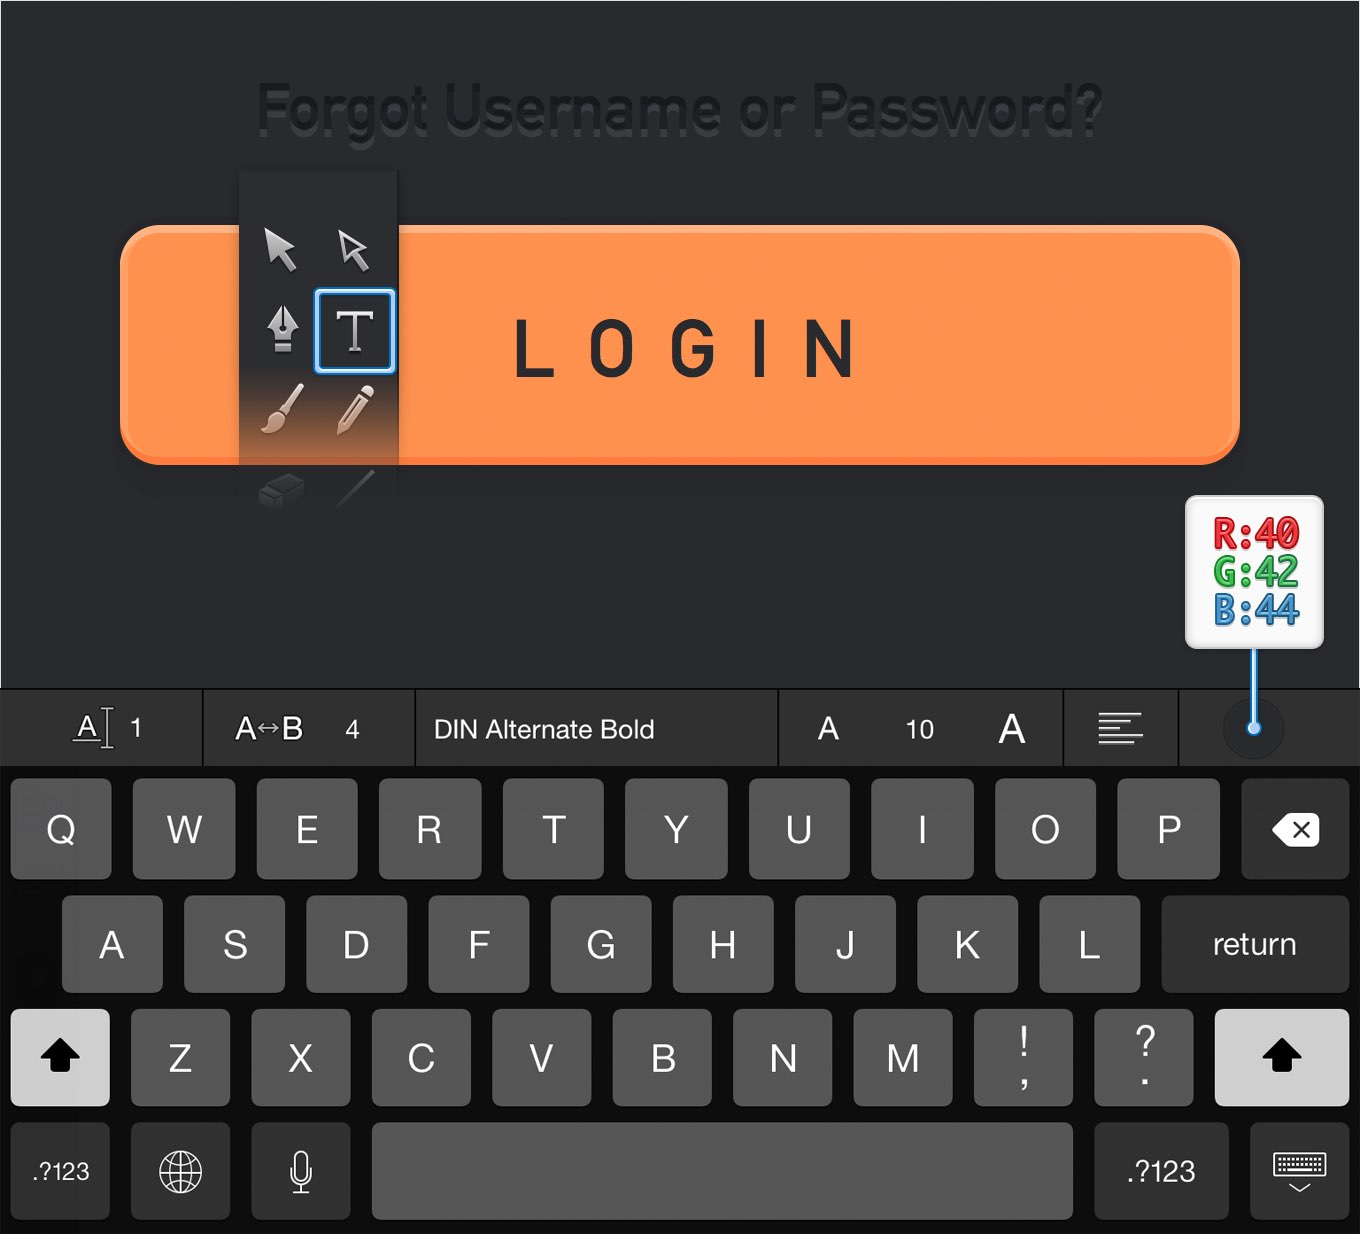 Forgot Username or Password?
T
LOGIN
R:40
G:42
B:44
A 1 A↔B 4 DIN Alternate Bold A 10 A
Q W E R T Y U I O P
A S D F G H J K L return
Z X C V B N M ! , ? .
.?123 .?123